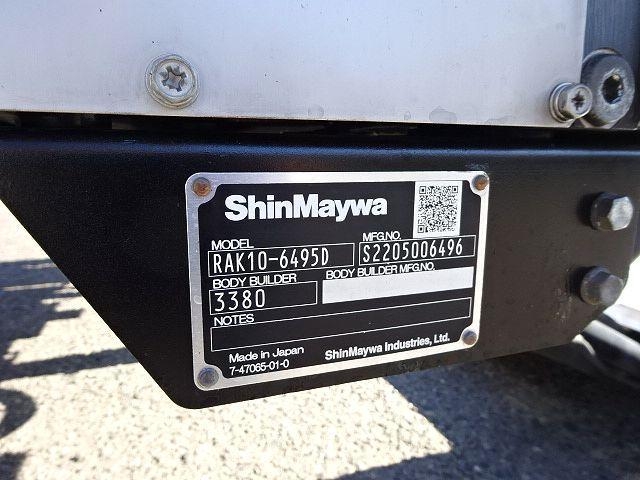 ShinMaywa
MODEL MFG.NO.
RAK10-6495D S2205006496
BODY BUILDER BODY BUILDER MFG.NO.
3380
NOTES
Made in Japan ShinMaywa Industries, Ltd.
7-47065-01-0